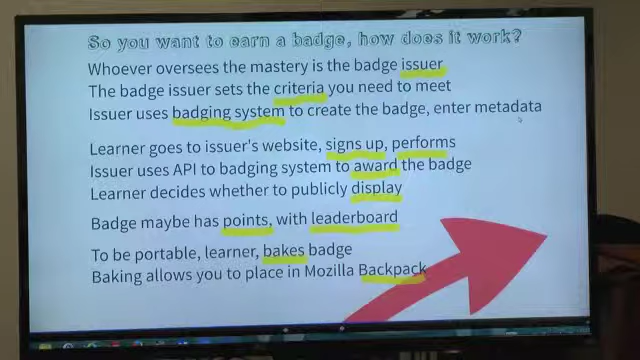 So you want to earn a badge, how does it work?
Whoever oversees the mastery is the badge issuer
The badge issuer sets the criteria you need to meet
Issuer uses badging system to create the badge, enter metadata
Learner goes to issuer's website, signs up, performs
Issuer uses API to badging system to award the badge
Learner decides whether to publicly display
Badge maybe has points, with leaderboard
To be portable, learner, bakes badge
Baking allows you to place in Mozilla Backpack